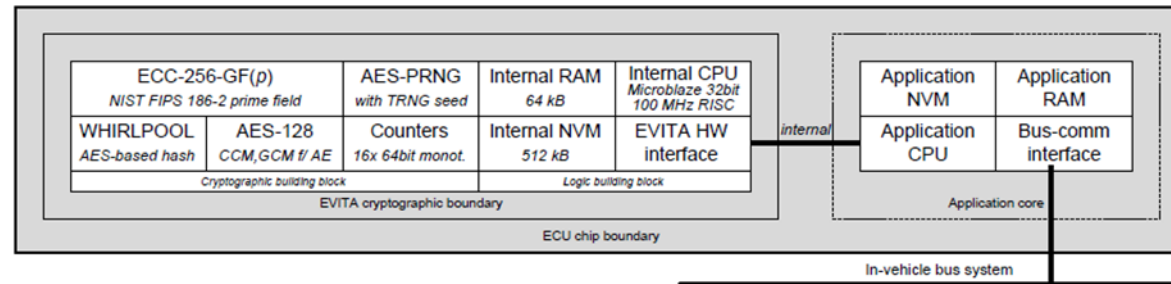 ECC-256-GF(p)
NIST FIPS 186-2 prime field
AES-PRNG
with TRNG seed
Internal RAM
64 kB
Internal CPU
Microblaze 32bit
100 MHz RISC
WHIRLPOOL
AES-based hash
AES-128
CCM,GCM f/ AE
Counters
16x 64bit monot.
Internal NVM
512 kB
EVITA HW
interface
Cryptographic building block
Logic building block
EVITA cryptographic boundary
internal
Application
NVM
Application
RAM
Application
CPU
Bus-comm
interface
Application core
ECU chip boundary
In-vehicle bus system